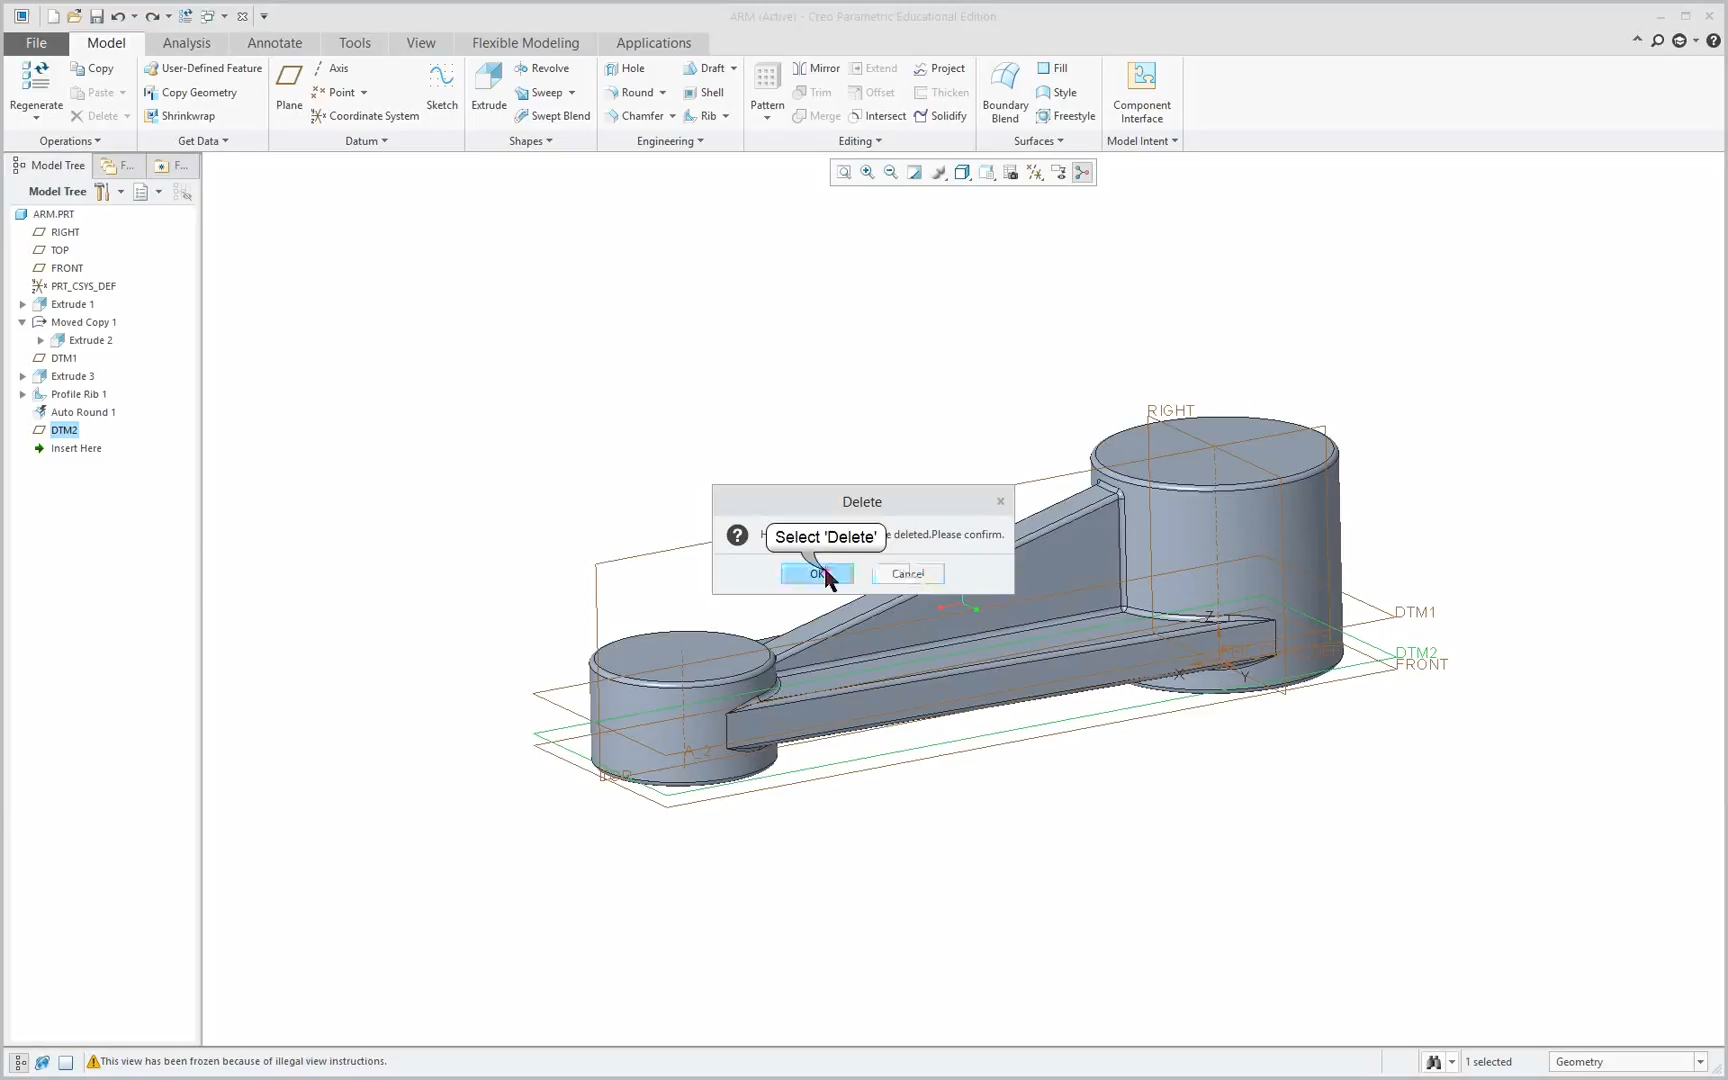 ARM (Active) - Creo Parametric Educational Edition
File Model Analysis Annotate Tools View Flexible Modeling Applications
Regenerate
Copy
Paste
Delete
Operations
User-Defined Feature
Copy Geometry
Shrinkwrap
Get Data
Plane
Axis
Point
Coordinate System
Sketch
Datum
Extrude
Revolve
Sweep
Swept Blend
Shapes
Hole
Round
Chamfer
Draft
Shell
Rib
Engineering
Pattern
Mirror
Trim
Merge
Extend
Offset
Intersect
Project
Thicken
Solidify
Editing
Boundary
Blend
Fill
Style
Freestyle
Surfaces
Component
Interface
Model Intent
Model Tree F... F...
Model Tree
ARM.PRT
RIGHT
TOP
FRONT
PRT_CSYS_DEF
Extrude 1
Moved Copy 1
Extrude 2
DTM1
Extrude 3
Profile Rib 1
Auto Round 1
DTM2
Insert Here
RIGHT
Delete
Select 'Delete'
deleted.Please confirm.
OK Cancel
DTM1
DTM2
FRONT
Z
X
Y
A_2
TOP
This view has been frozen because of illegal view instructions.
1 selected
Geometry